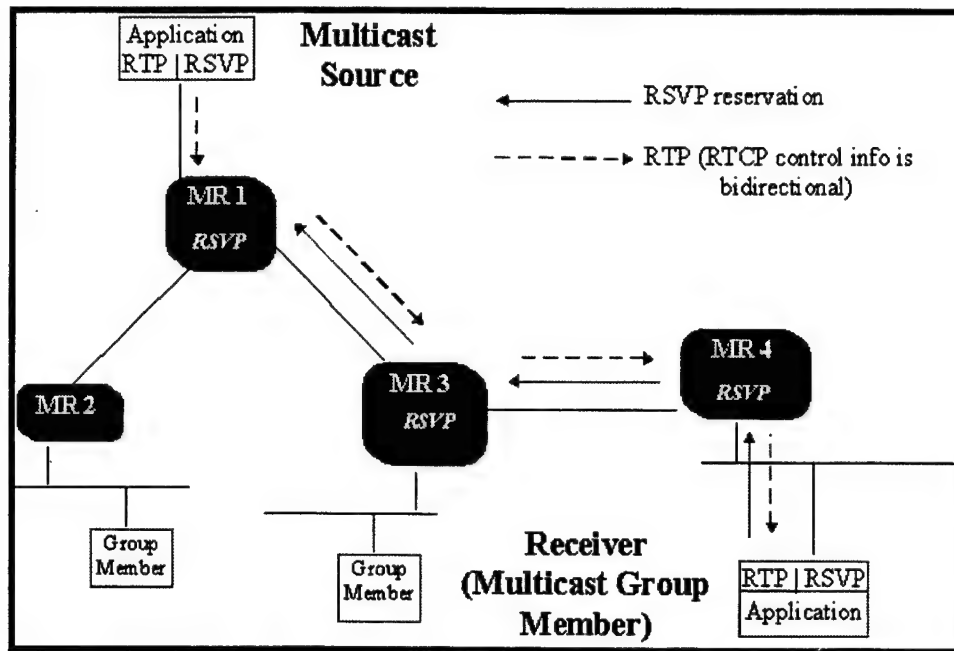 Application
RTP | RSVP
Multicast
Source
RSVP reservation
RTP (RTCP control info is
bidirectional)
MR 1
RSVP
MR 2
MR 3
RSVP
MR 4
RSVP
Group
Member
Group
Member
Receiver
(Multicast Group
Member)
RTP | RSVP
Application